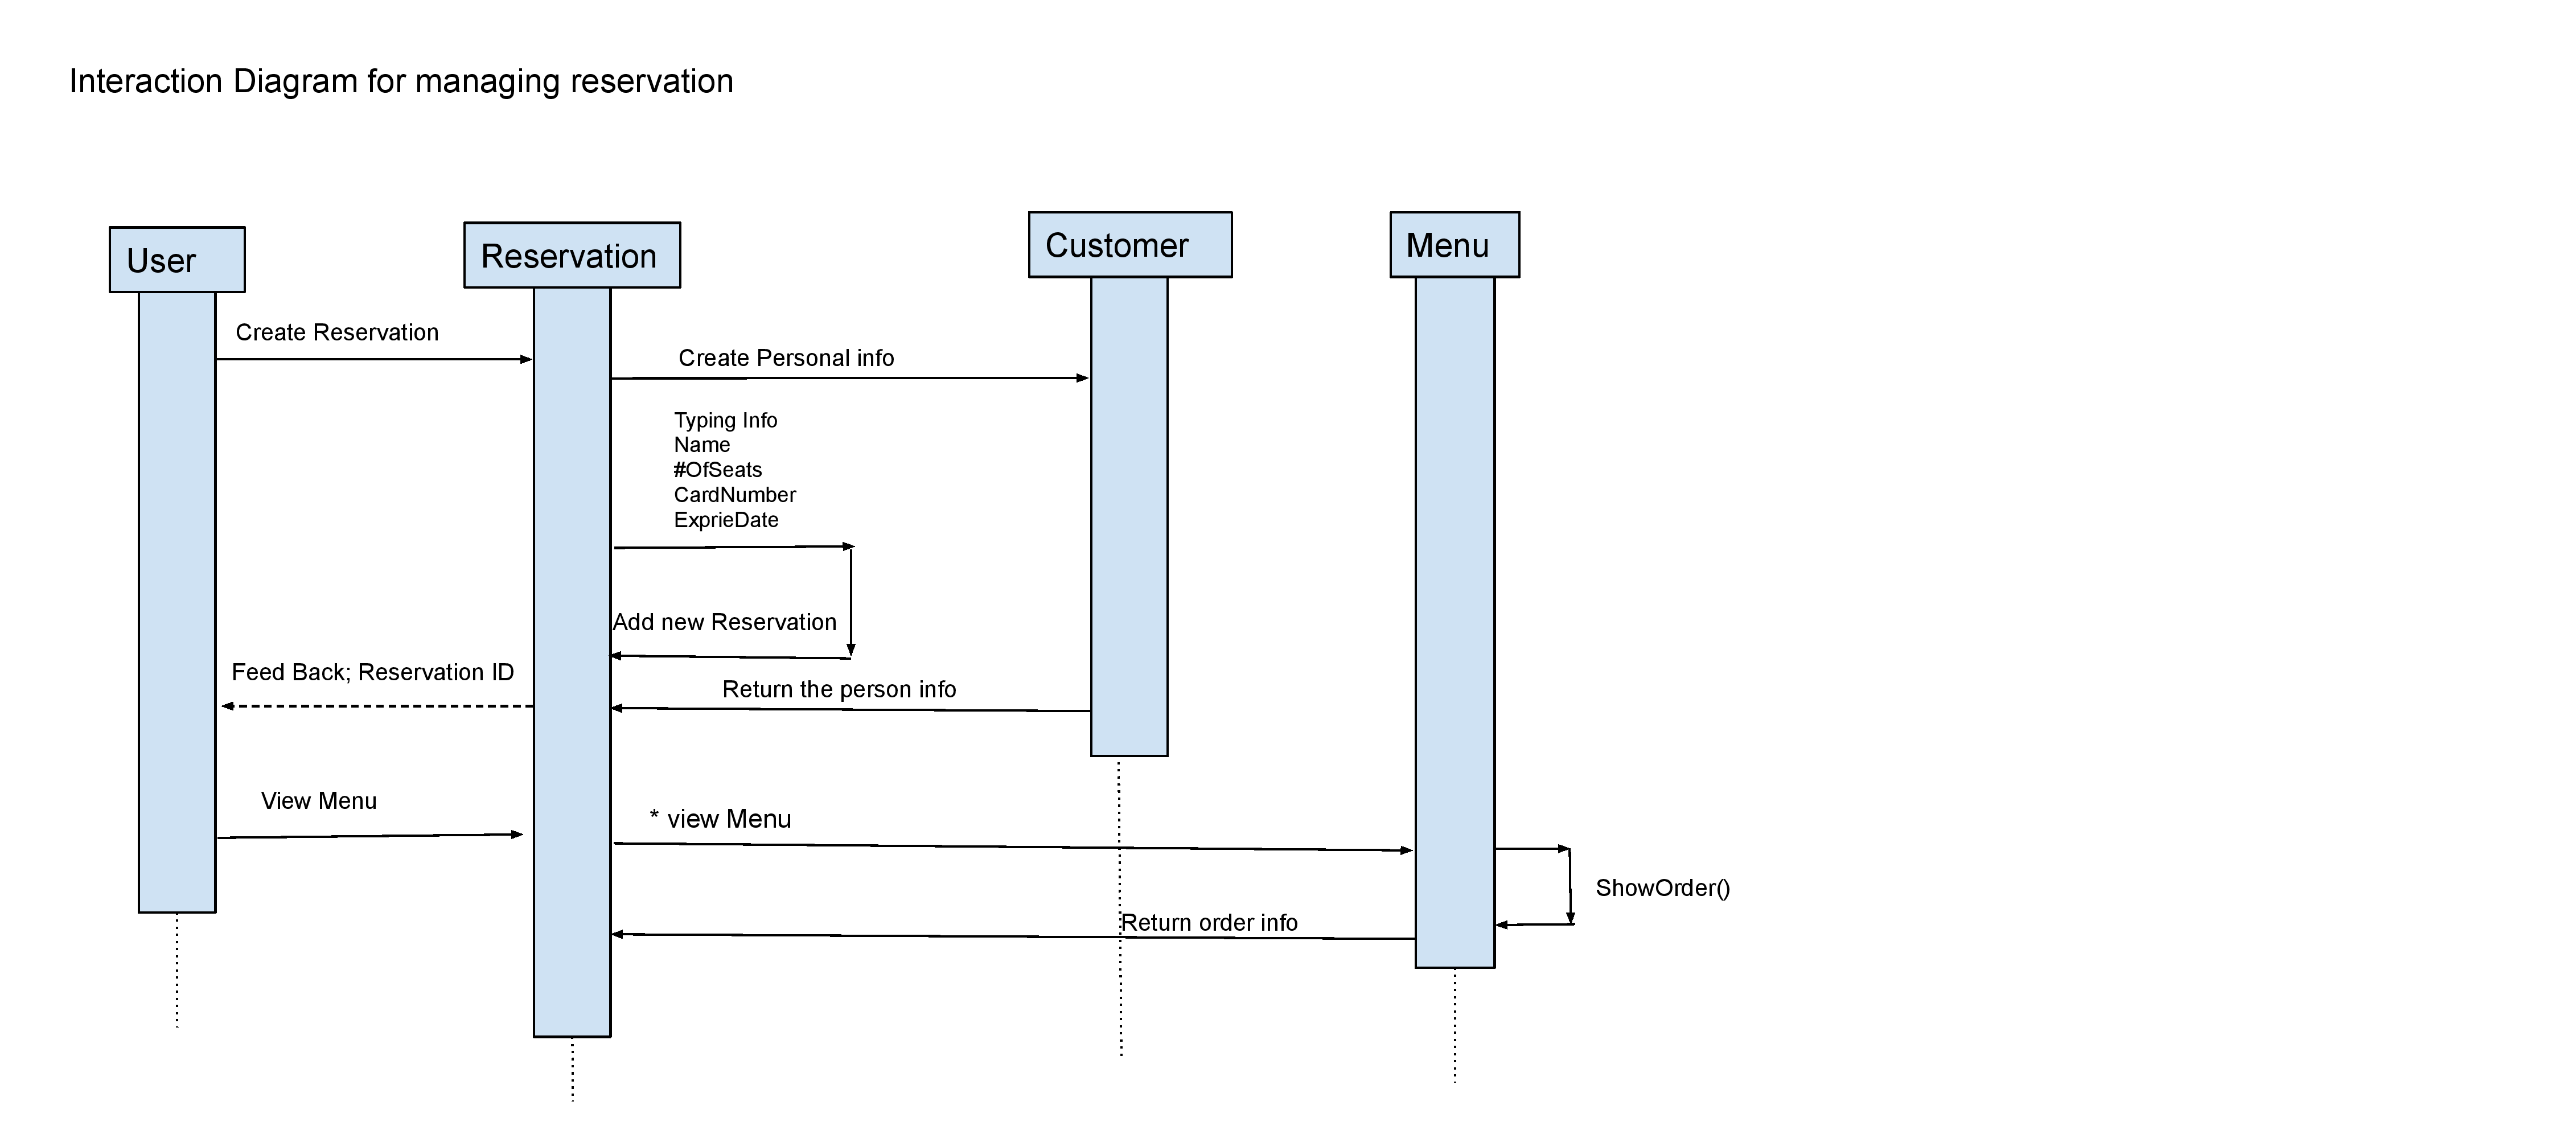 Interaction Diagram for managing reservation
User
Reservation
Customer
Menu
Create Reservation
Create Personal info
Typing Info
Name
#OfSeats
CardNumber
ExprieDate
Add new Reservation
Feed Back; Reservation ID
Return the person info
View Menu
* view Menu
ShowOrder()
Return order info